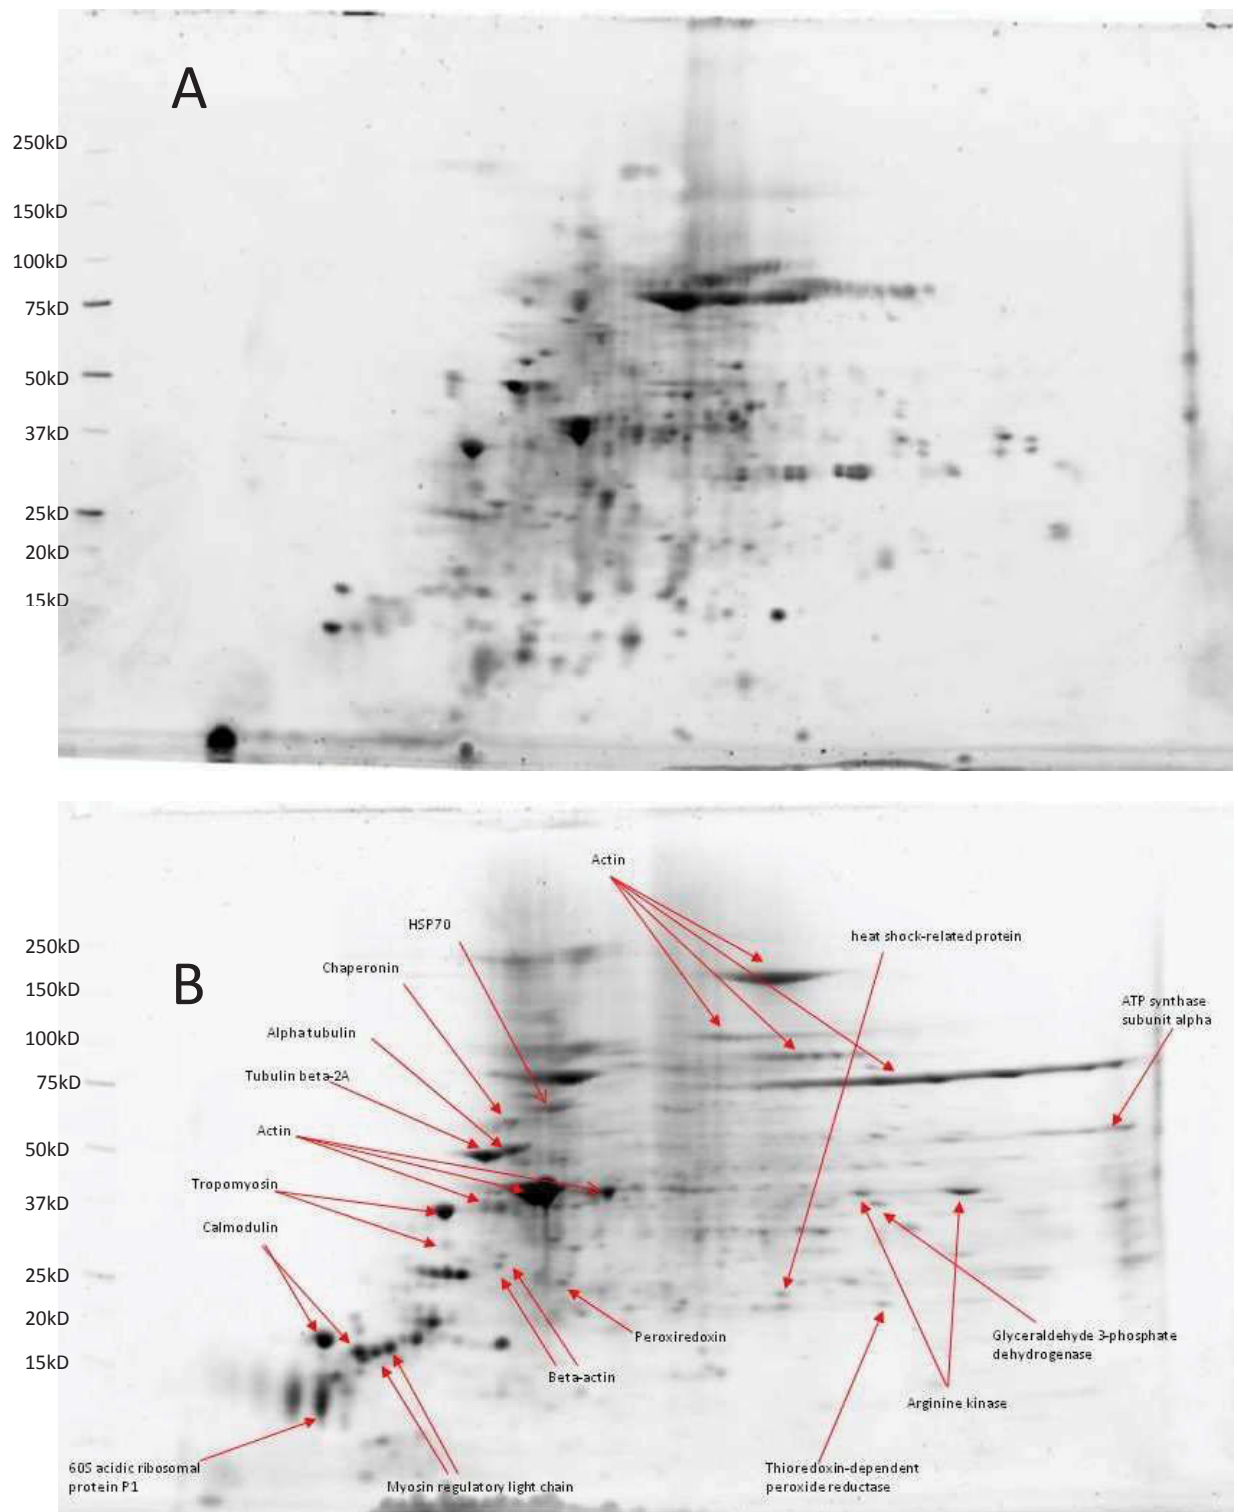 A
250kD
150kD
100kD
75kD
50kD
37kD
25kD
20kD
15kD
Actin
HSP70
heat shock-related protein
250kD
Chaperonin
B
150kD
ATP synthase
subunit alpha
Alpha tubulin
100kD
Tubulin beta-2A
75kD
Actin
50kD
Tropomyosin
37kD
Calmodulin
25kD
20kD
Peroxiredoxin
Glyceraldehyde 3-phosphate
dehydrogenase
15kD
Beta-actin
Arginine kinase
60S acidic ribosomal
protein P1
Myosin regulatory light chain
Thioredoxin-dependent
peroxide reductase